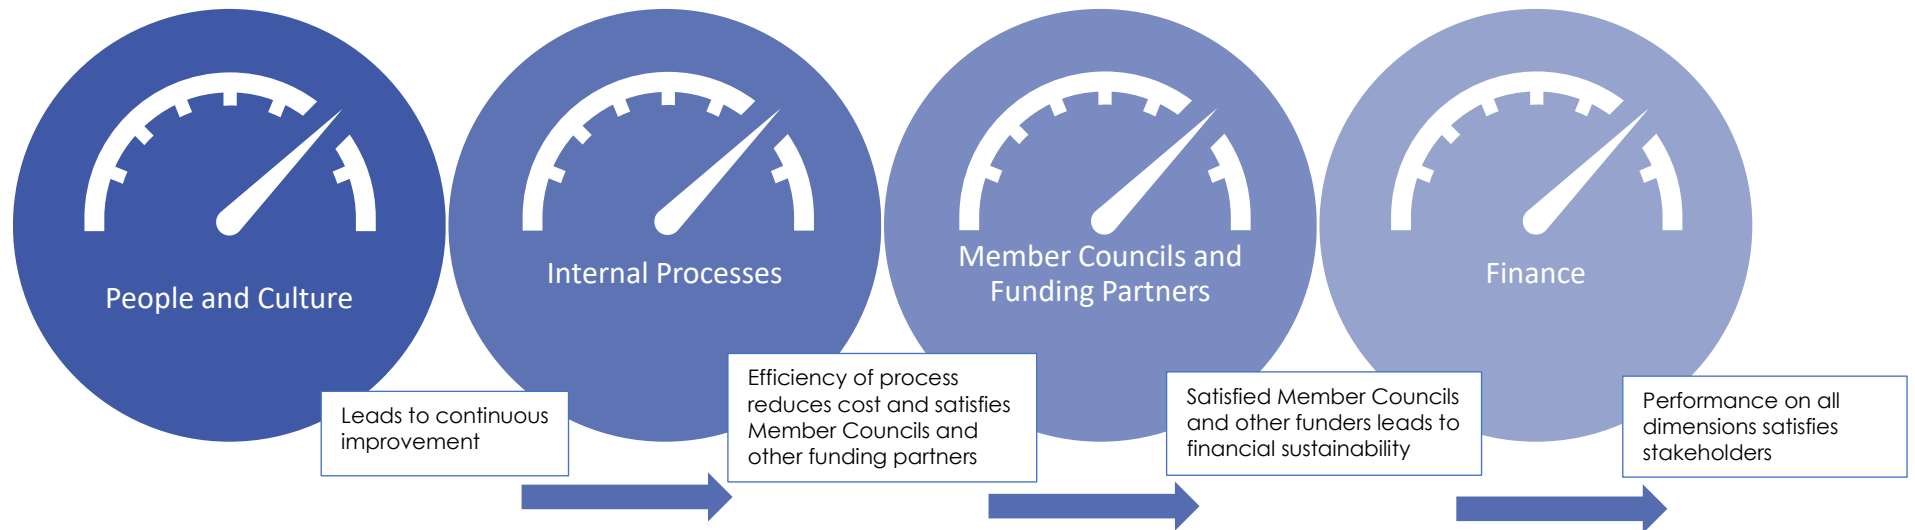 People and Culture
Internal Processes
Member Councils and
Funding Partners
Finance
Leads to continuous
improvement
Efficiency of process
reduces cost and satisfies
Member Councils and
other funding partners
Satisfied Member Councils
and other funders leads to
financial sustainability
Performance on all
dimensions satisfies
stakeholders